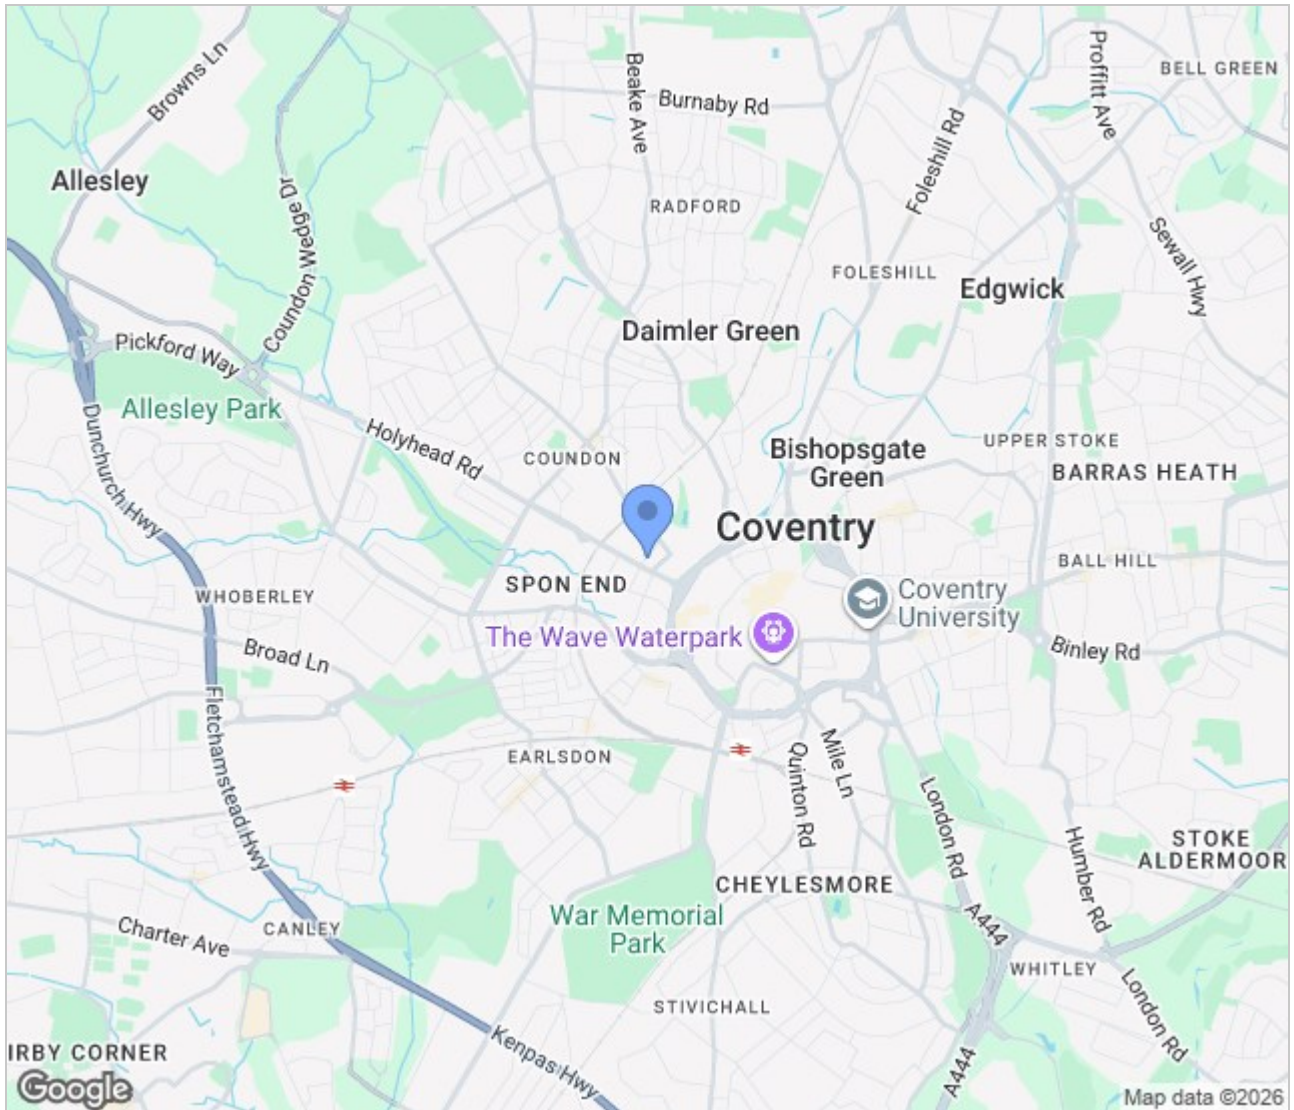 Browns Ln
Beake Ave
Burnaby Rd
Proffitt Ave
BELL GREEN
Allesley
Coundon Wedge Dr
RADFORD
Foleshill Rd
Sewall Hwy
FOLESHILL
Edgwick
Daimler Green
Pickford Way
Allesley Park
Dunchurch Hwy
Holyhead Rd
COUNDON
Bishopsgate
Green
UPPER STOKE
BARRAS HEATH
Coventry
BALL HILL
SPON END
WHOBERLEY
Coventry
University
The Wave Waterpark
Broad Ln
Binley Rd
Fletchamstead Hwy
EARLSDON
Quinton Rd
Mile Ln
London Rd
Humber Rd
STOKE
ALDERMOOR
CHEYLESMORE
War Memorial
Park
Charter Ave
CANLEY
A444
WHITLEY
STIVICHALL
London Rd
IRBY CORNER
Kenpas Hwy
A444
Google
Map data ©2026